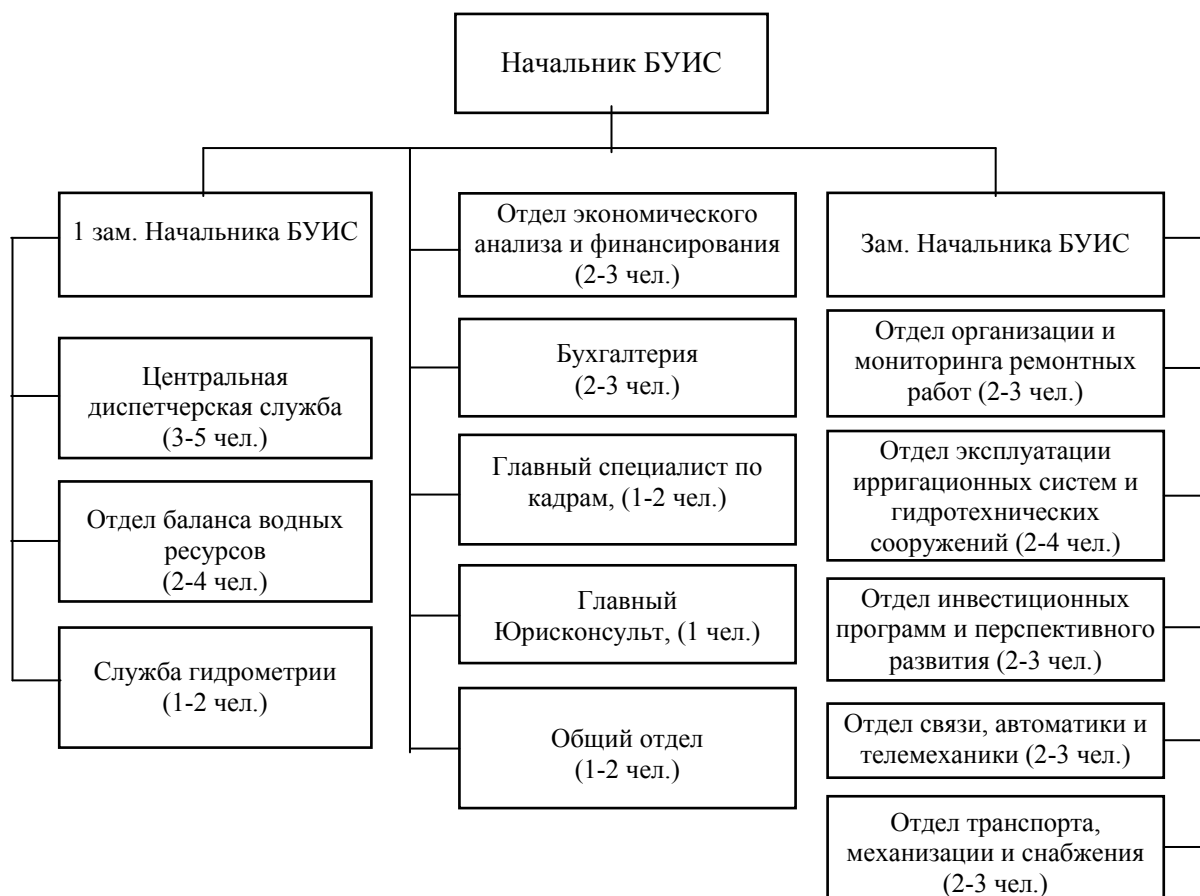 Начальник БУИС
1 зам. Начальника БУИС
Центральная
диспетчерская служба
(3-5 чел.)
Отдел баланса водных
ресурсов
(2-4 чел.)
Служба гидрометрии
(1-2 чел.)
Отдел экономического
анализа и финансирования
(2-3 чел.)
Бухгалтерия
(2-3 чел.)
Главный специалист по
кадрам, (1-2 чел.)
Главный
Юрисконсульт, (1 чел.)
Общий отдел
(1-2 чел.)
Зам. Начальника БУИС
Отдел организации и
мониторинга ремонтных
работ (2-3 чел.)
Отдел эксплуатации
ирригационных систем и
гидротехнических
сооружений (2-4 чел.)
Отдел инвестиционных
программ и перспективного
развития (2-3 чел.)
Отдел связи, автоматики и
телемеханики (2-3 чел.)
Отдел транспорта,
механизации и снабжения
(2-3 чел.)